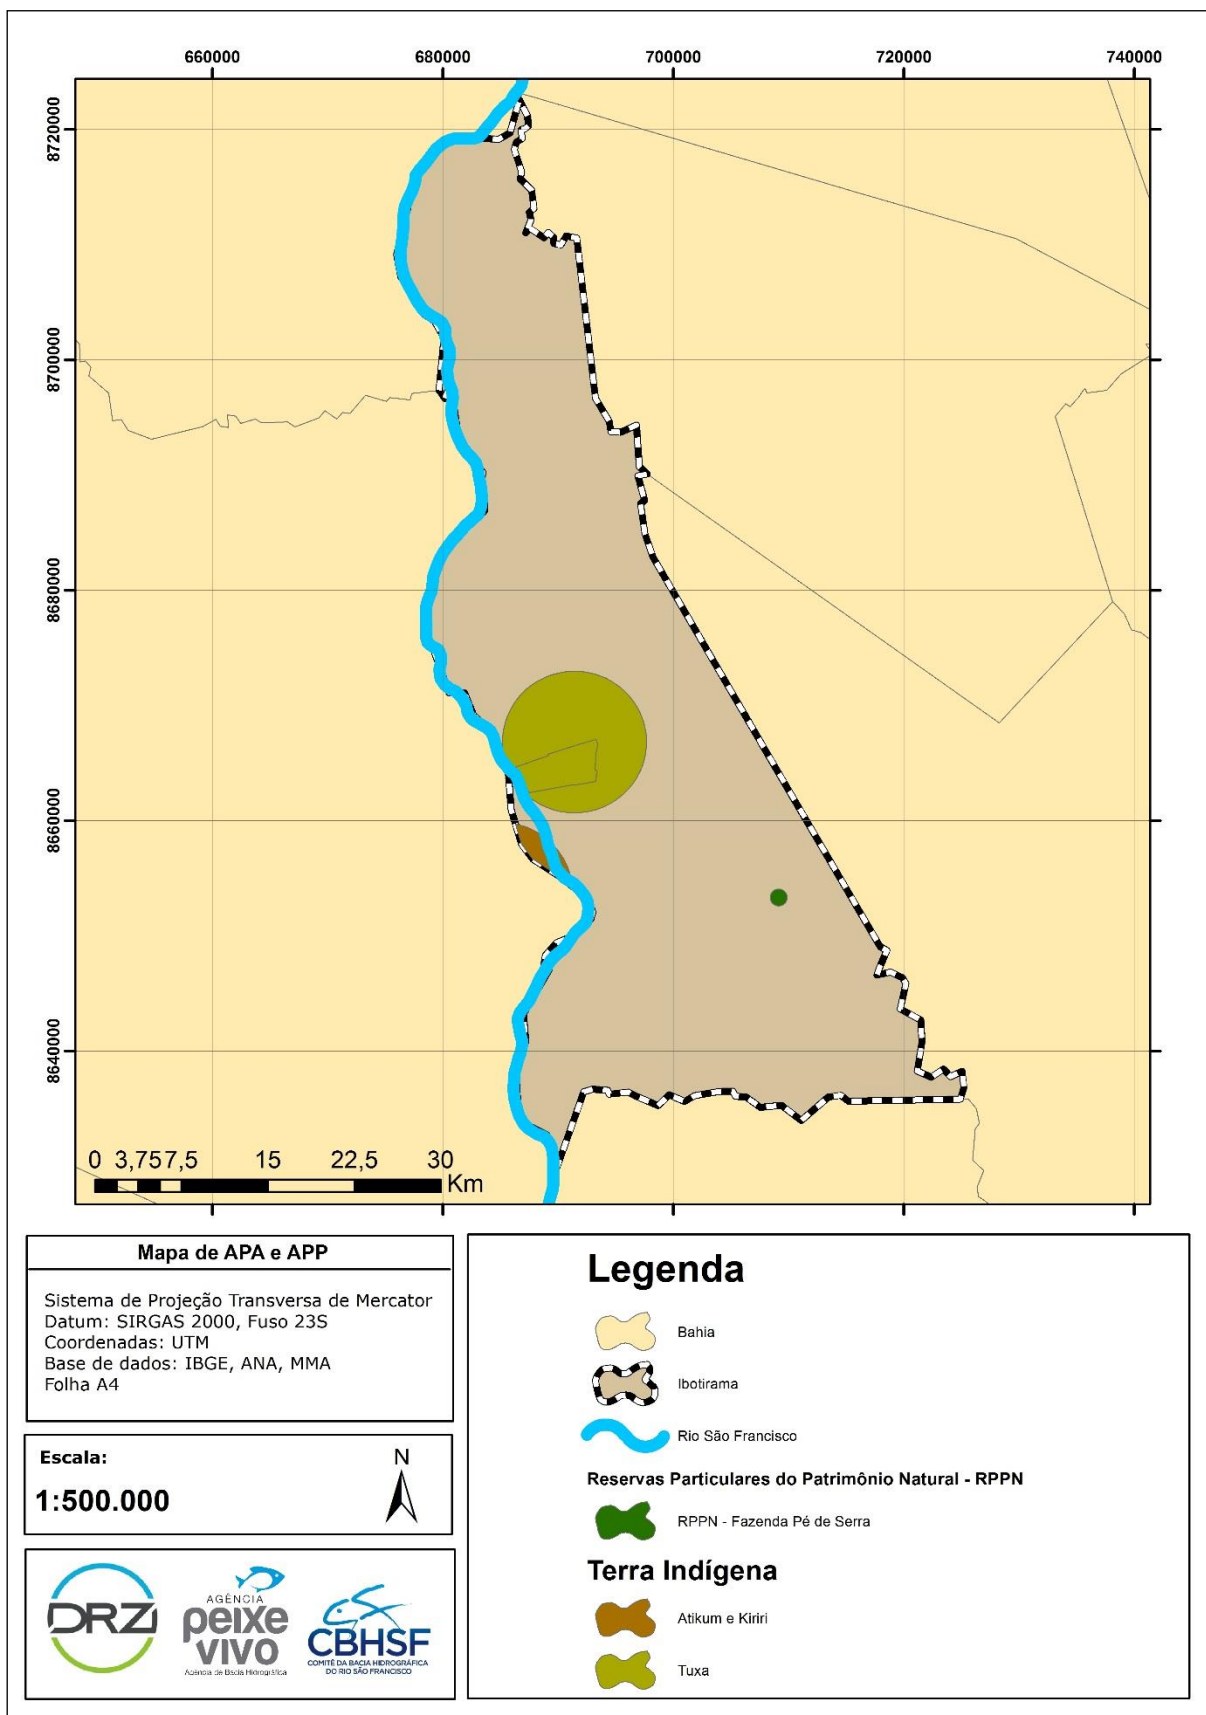 660000 680000 700000 720000 740000
8720000
8700000
8680000
8660000
8640000
0 3,75 7,5 15 22,5 30
Km
Mapa de APA e APP
Sistema de Projeção Transversa de Mercator
Datum: SIRGAS 2000, Fuso 23S
Coordenadas: UTM
Base de dados: IBGE, ANA, MMA
Folha A4
Escala:
1:500.000
N
DRZ
AGÊNCIA
peixe
vivo
Agência de Bacia Hidrográfica
CBHSF
COMITÊ DA BACIA HIDROGRÁFICA
DO RIO SÃO FRANCISCO
Legenda
Bahia
Ibotirama
Rio São Francisco
Reservas Particulares do Patrimônio Natural - RPPN
RPPN - Fazenda Pé de Serra
Terra Indígena
Atikum e Kiriri
Tuxa